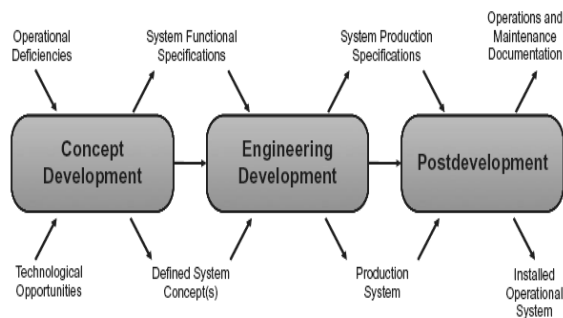 Operational
Deficiencies
System Functional
Specifications
System Production
Specifications
Operations and
Maintenance
Documentation
Concept
Development
Engineering
Development
Postdevelopment
Technological
Opportunities
Defined System
Concept(s)
Production
System
Installed
Operational
System